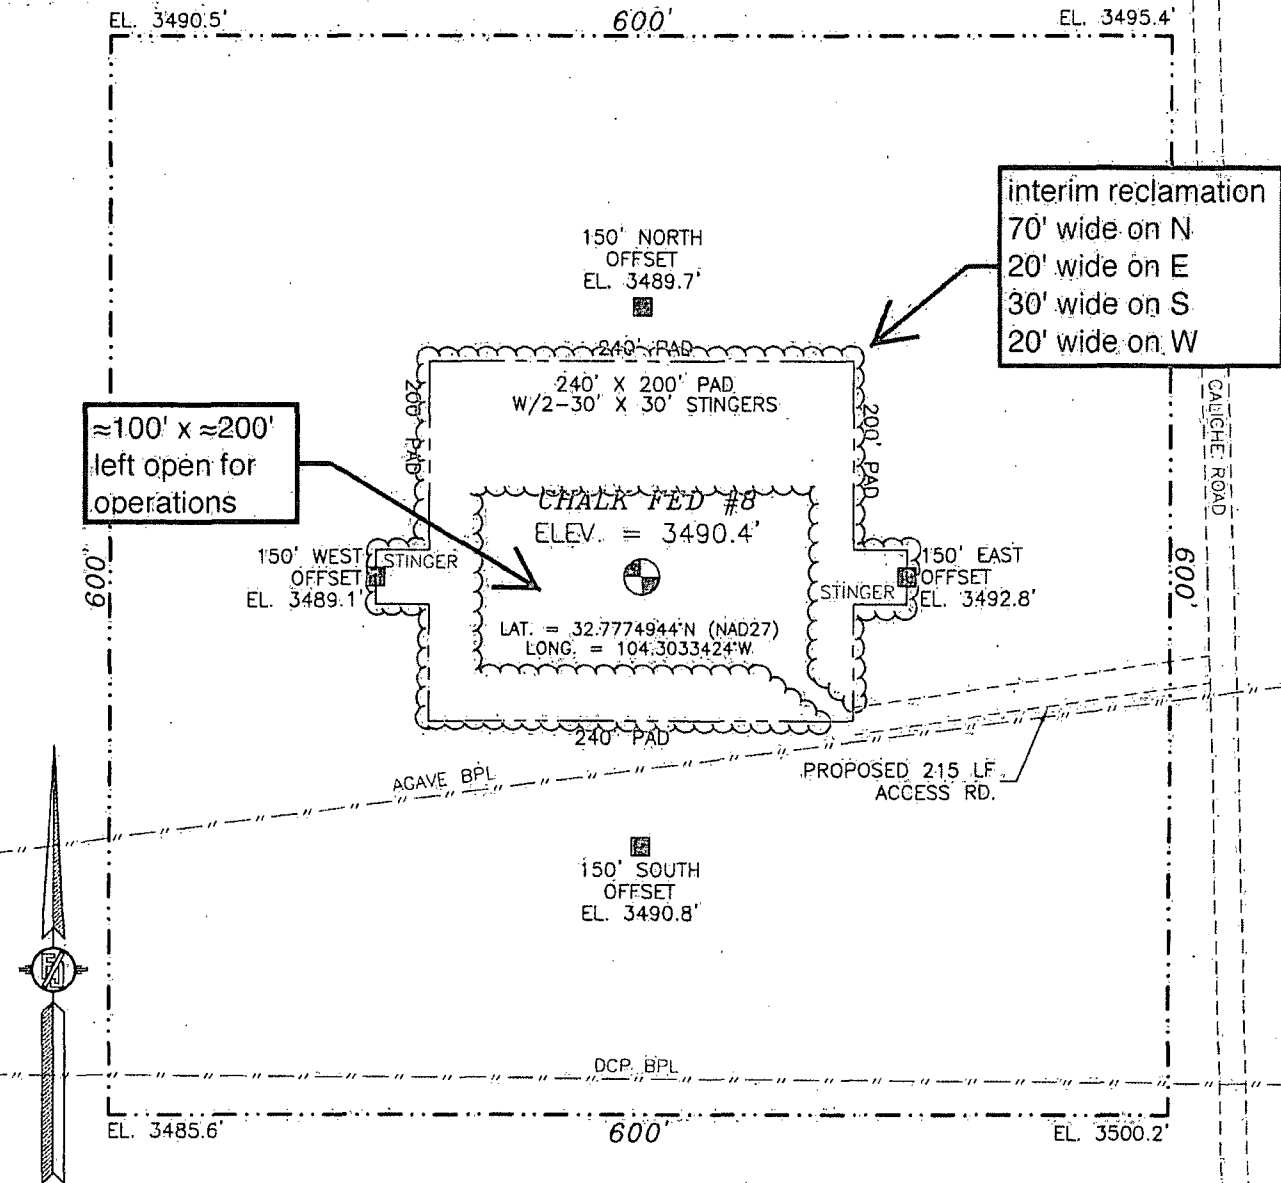 EL. 3490.5'
600'
EL. 3495.4'
interim reclamation
70' wide on N
20' wide on E
30' wide on S
20' wide on W
150' NORTH
OFFSET
EL. 3489.7'
240' PAD
240' X 200' PAD
W/2-30' X 30' STINGERS
200' PAD
200' PAD
CALICHE ROAD
≈100' x ≈200'
left open for
operations
CHALK FED #8
ELEV. = 3490.4'
150' WEST
OFFSET
EL. 3489.1'
STINGER
STINGER
150' EAST
OFFSET
EL. 3492.8'
600'
600'
LAT. = 32.7774944°N (NAD27)
LONG. = 104.3033424°W
240' PAD
AGAVE BPL
PROPOSED 215 LF
ACCESS RD.
150' SOUTH
OFFSET
EL. 3490.8'
DCP BPL
EL. 3485.6'
600'
EL. 3500.2'